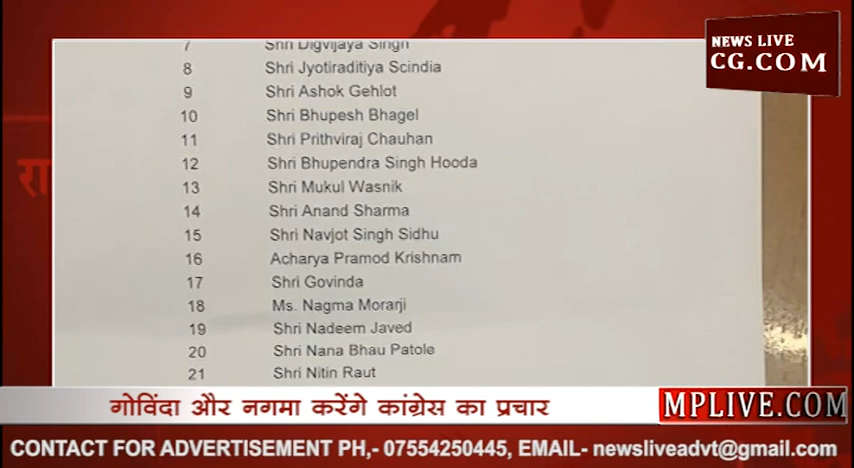 NEWS LIVE
CG.COM
7 Shri Digvijaya Singh
8 Shri Jyotiraditiya Scindia
9 Shri Ashok Gehlot
10 Shri Bhupesh Bhagel
11 Shri Prithviraj Chauhan
12 Shri Bhupendra Singh Hooda
13 Shri Mukul Wasnik
14 Shri Anand Sharma
15 Shri Navjot Singh Sidhu
16 Acharya Pramod Krishnam
17 Shri Govinda
18 Ms. Nagma Morarji
19 Shri Nadeem Javed
20 Shri Nana Bhau Patole
21 Shri Nitin Raut
गोविंदा और नगमा करेंगे कांग्रेस का प्रचार
MPLIVE.COM
CONTACT FOR ADVERTISEMENT PH,- 07554250445, EMAIL- newsliveadvt@gmail.com